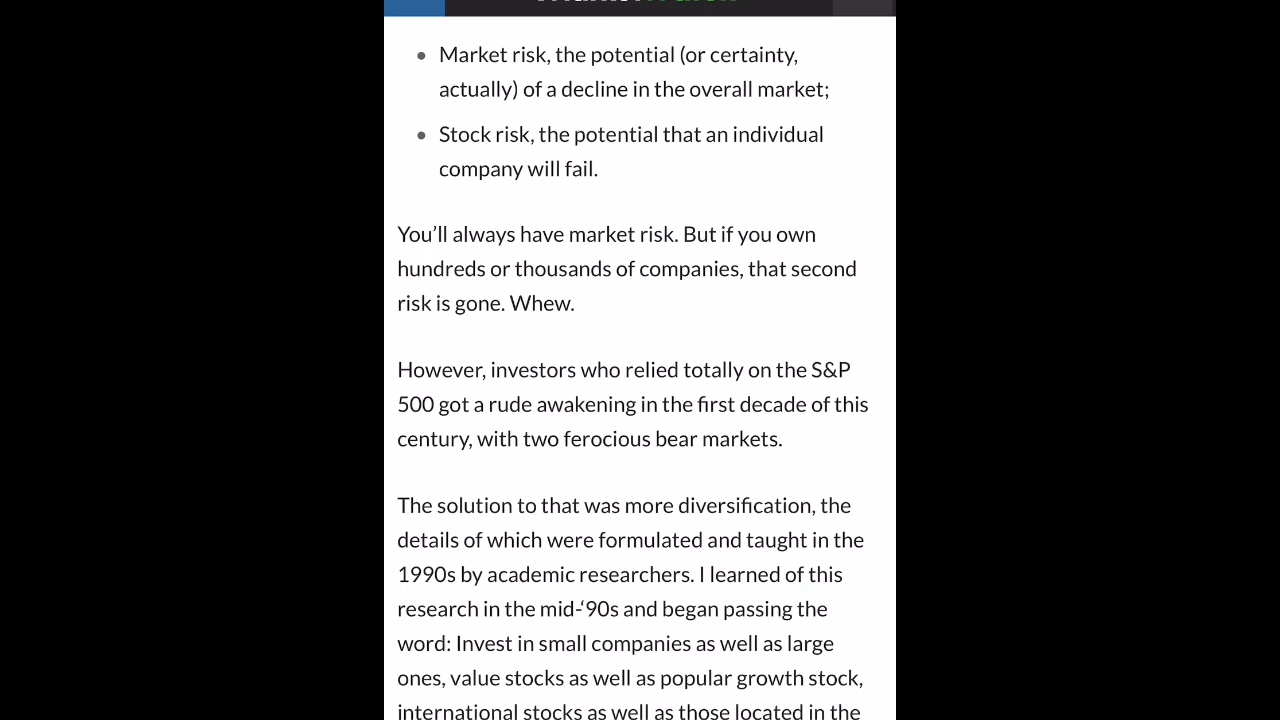 Market risk, the potential (or certainty,
actually) of a decline in the overall market;
Stock risk, the potential that an individual
company will fail.
You’ll always have market risk. But if you own
hundreds or thousands of companies, that second
risk is gone. Whew.
However, investors who relied totally on the S&P
500 got a rude awakening in the first decade of this
century, with two ferocious bear markets.
The solution to that was more diversification, the
details of which were formulated and taught in the
1990s by academic researchers. I learned of this
research in the mid-‘90s and began passing the
word: Invest in small companies as well as large
ones, value stocks as well as popular growth stock,
international stocks as well as those located in the